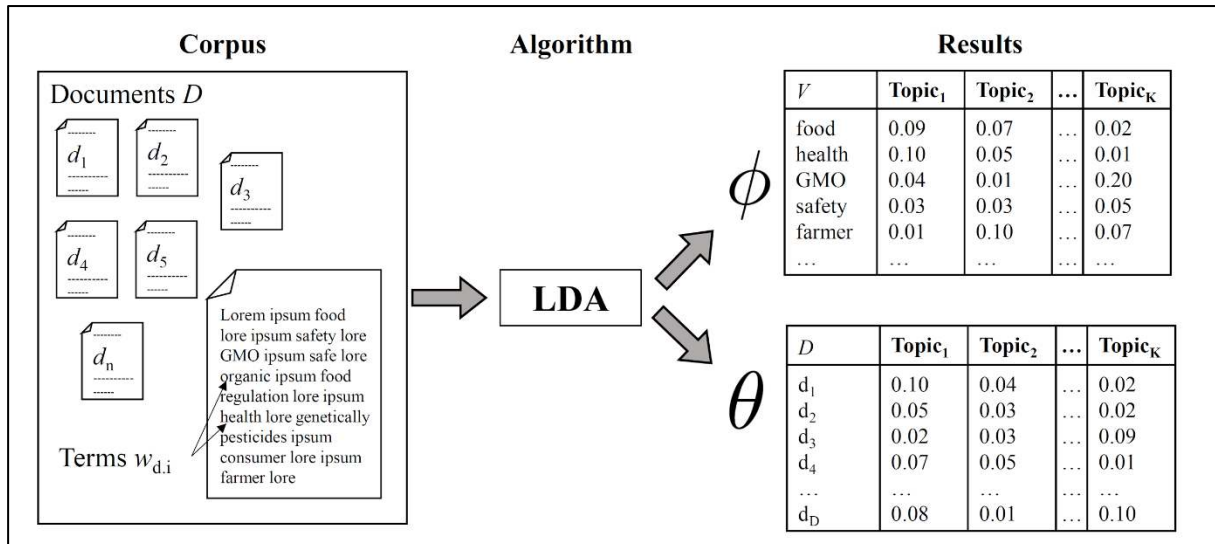 Corpus
Algorithm
Results
Documents D
d1
d2
d3
d4
d5
dn
Lorem ipsum food
lore ipsum safety lore
GMO ipsum safe lore
organic ipsum food
regulation lore ipsum
health lore genetically
pesticides ipsum
consumer lore ipsum
farmer lore
Terms wd.i
LDA
ϕ
V Topic1 Topic2 ... TopicK
food 0.09 0.07 ... 0.02
health 0.10 0.05 ... 0.01
GMO 0.04 0.01 ... 0.20
safety 0.03 0.03 ... 0.05
farmer 0.01 0.10 ... 0.07
... ... ... ... ...
θ
D Topic1 Topic2 ... TopicK
d1 0.10 0.04 ... 0.02
d2 0.05 0.03 ... 0.02
d3 0.02 0.03 ... 0.09
d4 0.07 0.05 ... 0.01
... ... ... ... ...
dD 0.08 0.01 ... 0.10